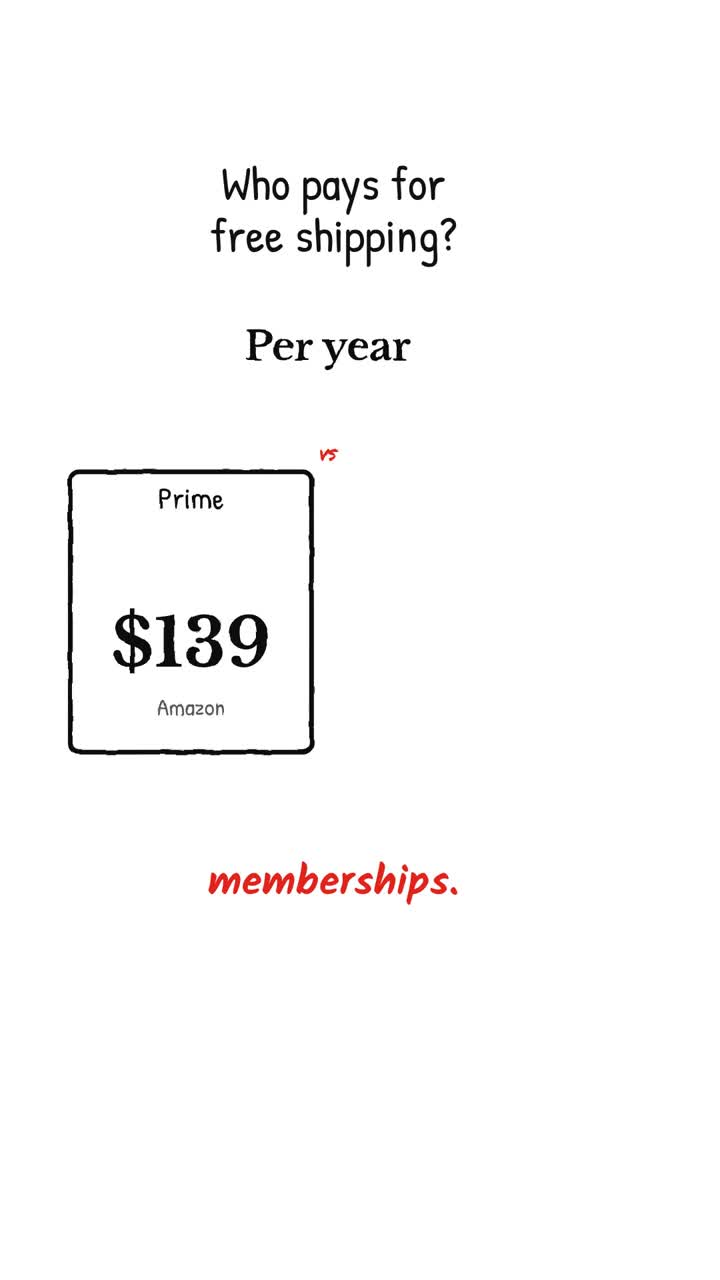 Who pays for
free shipping?
Per year
vs
Prime
$139
Amazon
memberships.